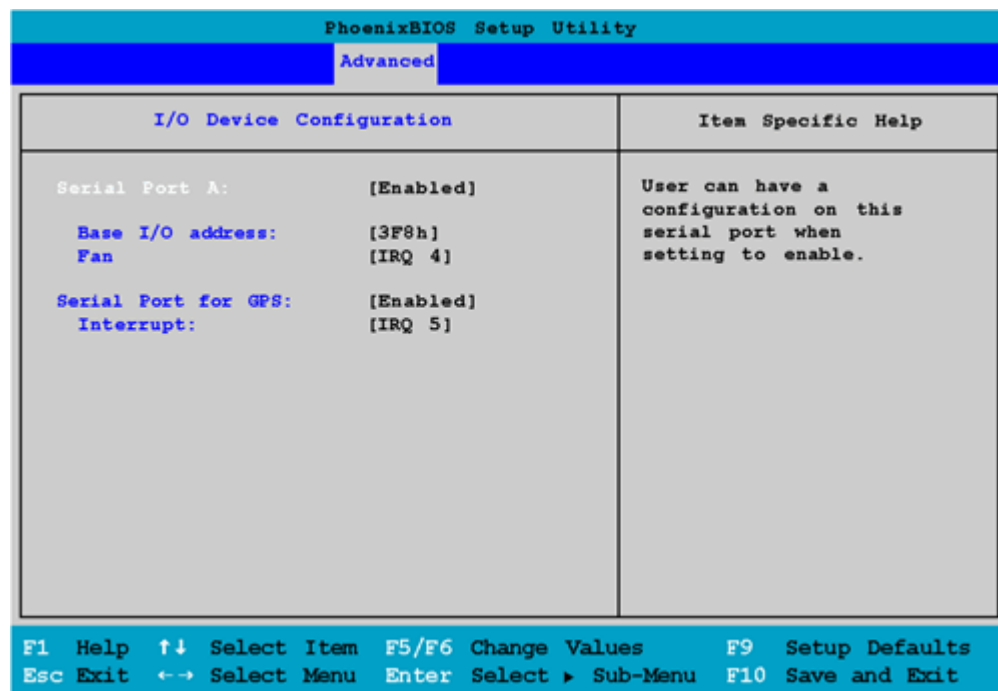 PhoenixBIOS Setup Utility
Advanced
I/O Device Configuration
Item Specific Help
Serial Port A: [Enabled]
Base I/O address: [3F8h]
Fan [IRQ 4]
Serial Port for GPS: [Enabled]
Interrupt: [IRQ 5]
User can have a
configuration on this
serial port when
setting to enable.
F1 Help ↑↓ Select Item F5/F6 Change Values F9 Setup Defaults
Esc Exit ←→ Select Menu Enter Select ▶ Sub-Menu F10 Save and Exit